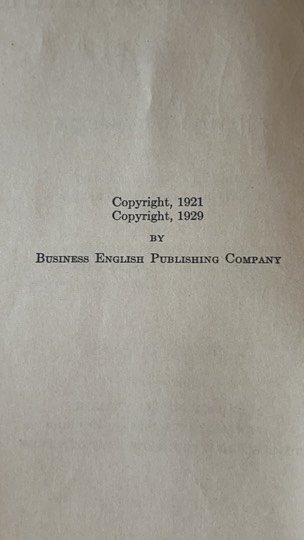 Copyright, 1921
Copyright, 1929
BY
BUSINESS ENGLISH PUBLISHING COMPANY